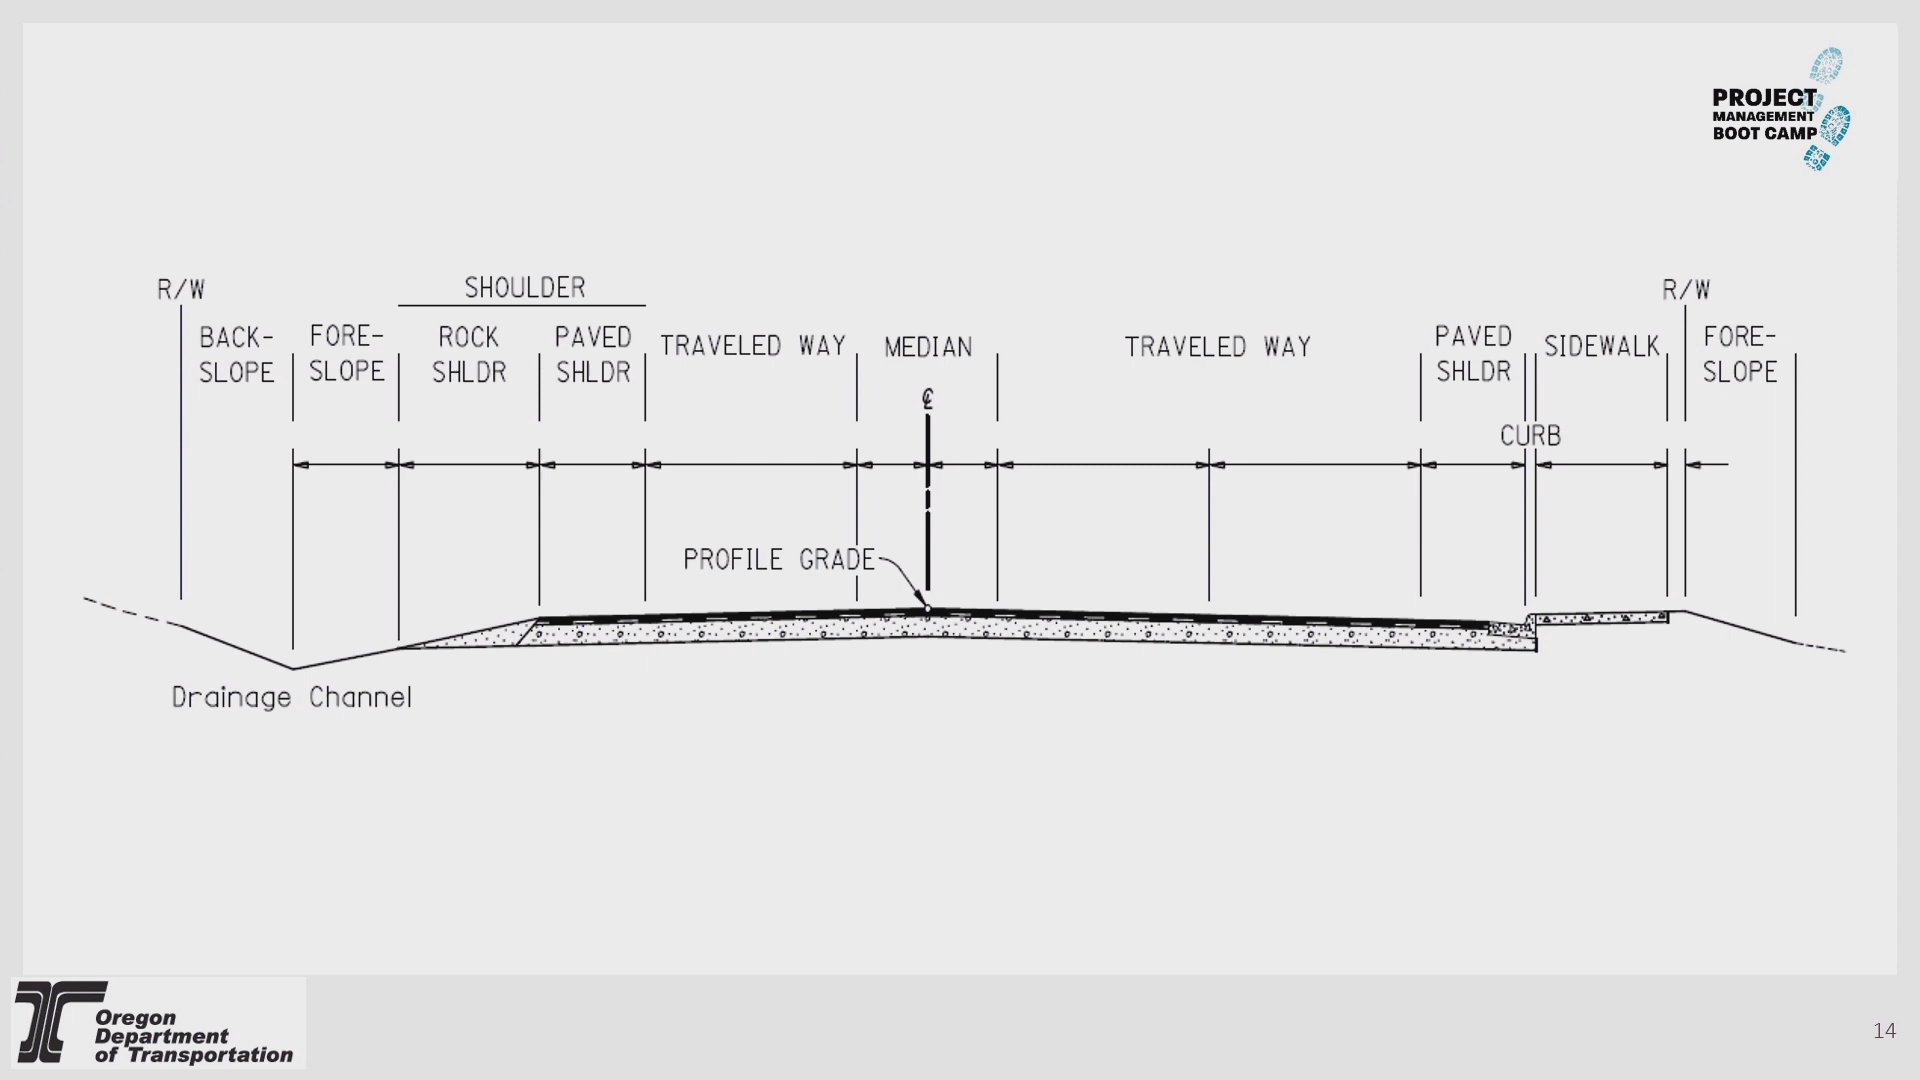 PROJECT
MANAGEMENT
BOOT CAMP
R/W
SHOULDER
R/W
BACK-
SLOPE
FORE-
SLOPE
ROCK
SHLDR
PAVED
SHLDR
TRAVELED WAY
MEDIAN
TRAVELED WAY
PAVED
SHLDR
SIDEWALK
FORE-
SLOPE
℄
CURB
PROFILE GRADE
Drainage Channel
Oregon
Department
of Transportation
14